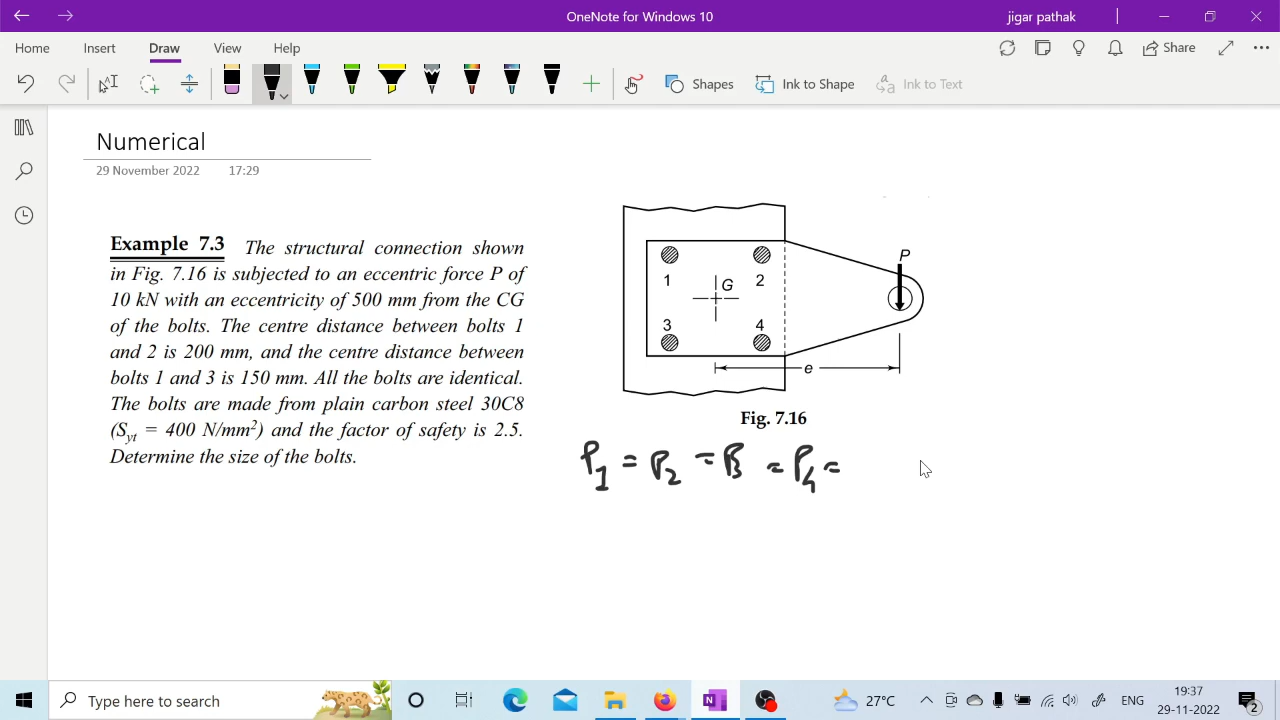 OneNote for Windows 10
jigar pathak
Home Insert Draw View Help
Share
Shapes
Ink to Shape
Ink to Text
Numerical
29 November 2022 17:29
Example 7.3 The structural connection shown
in Fig. 7.16 is subjected to an eccentric force P of
10 kN with an eccentricity of 500 mm from the CG
of the bolts. The centre distance between bolts 1
and 2 is 200 mm, and the centre distance between
bolts 1 and 3 is 150 mm. All the bolts are identical.
The bolts are made from plain carbon steel 30C8
(Syt = 400 N/mm²) and the factor of safety is 2.5.
Determine the size of the bolts.
P
1 G 2
3 4
e
Fig. 7.16
P1 = P2 = P3 = P4 =
Type here to search
27°C
ENG
19:37
29-11-2022
2